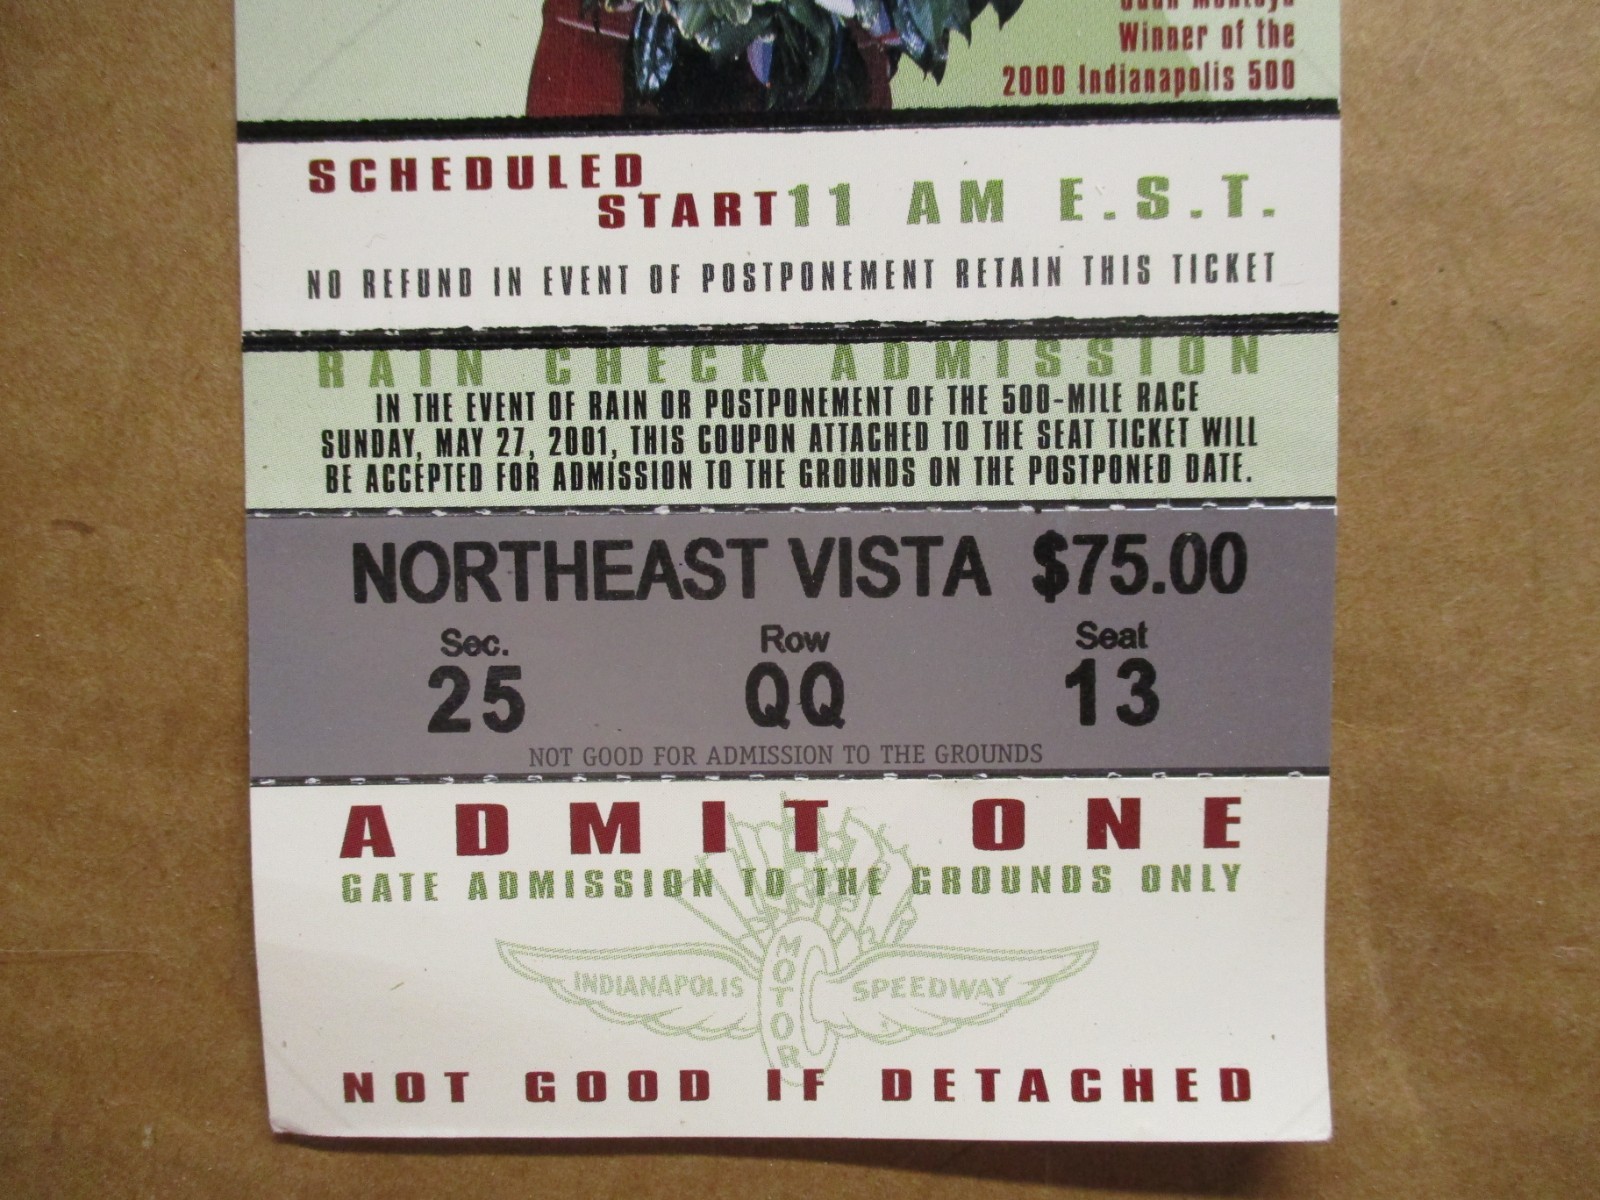 Winner of the
2000 Indianapolis 500
SCHEDULED
START 11 AM E.S.T.
NO REFUND IN EVENT OF POSTPONEMENT RETAIN THIS TICKET
RAIN CHECK ADMISSION
IN THE EVENT OF RAIN OR POSTPONEMENT OF THE 500-MILE RACE
SUNDAY, MAY 27, 2001, THIS COUPON ATTACHED TO THE SEAT TICKET WILL
BE ACCEPTED FOR ADMISSION TO THE GROUNDS ON THE POSTPONED DATE.
NORTHEAST VISTA $75.00
Sec. Row Seat
25 QQ 13
NOT GOOD FOR ADMISSION TO THE GROUNDS
ADMIT ONE
GATE ADMISSION TO THE GROUNDS ONLY
INDIANAPOLIS MOTOR SPEEDWAY
NOT GOOD IF DETACHED